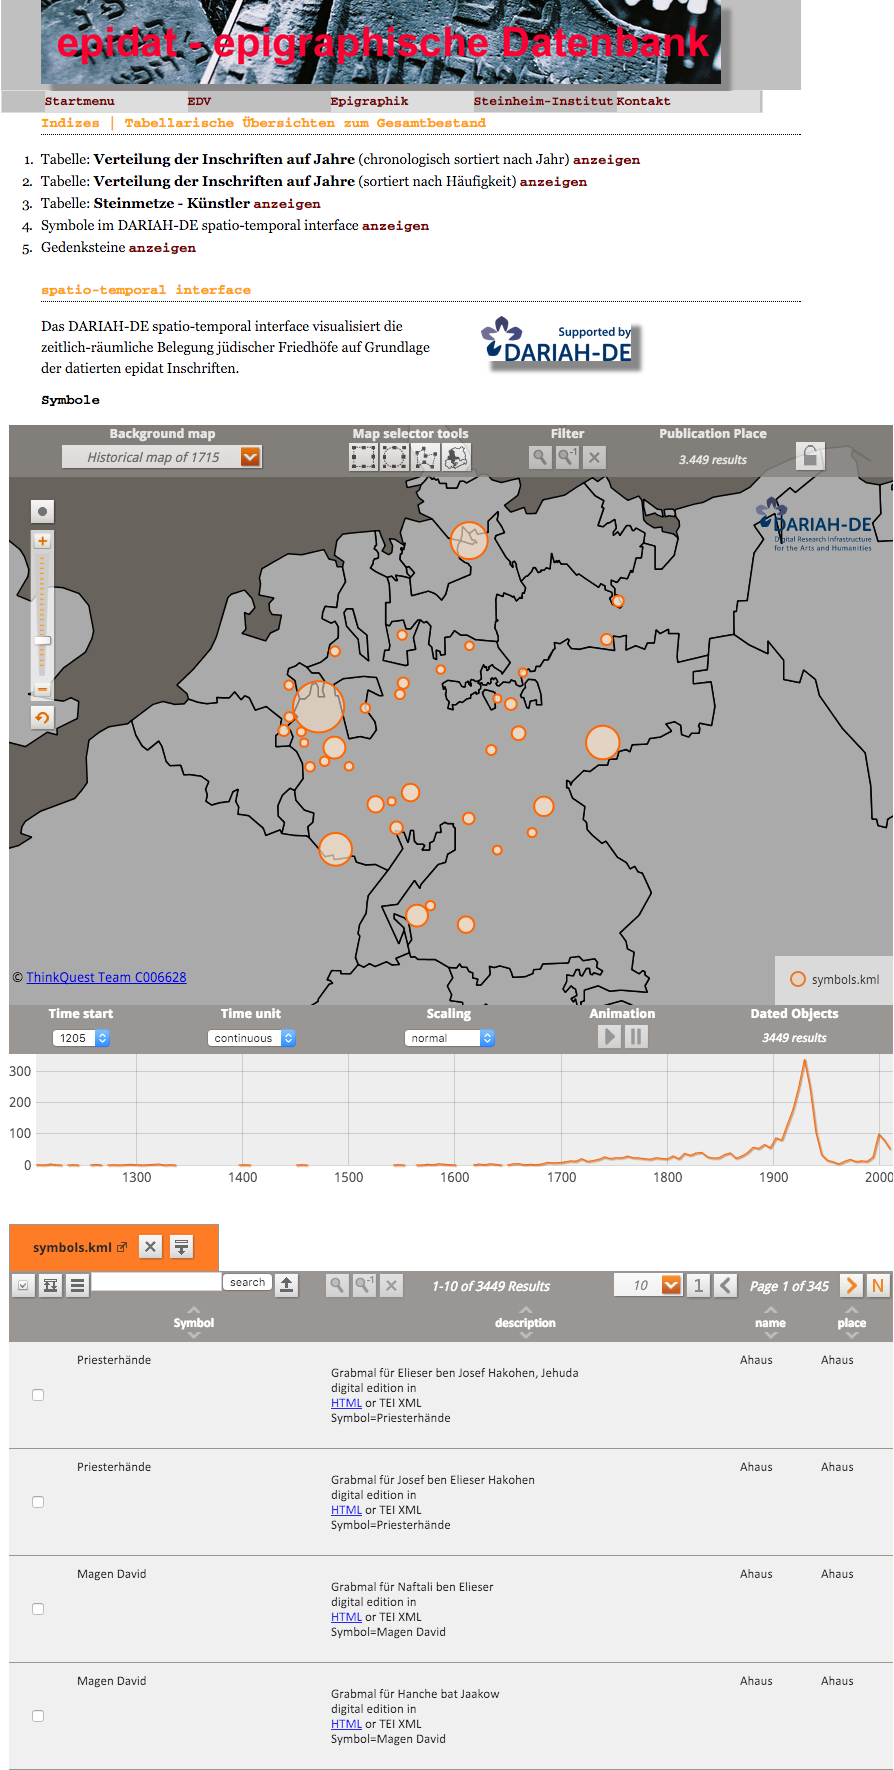 epidat - epigraphische Datenbank
Startmenu EDV Epigraphik Steinheim-Institut Kontakt
Indizes | Tabellarische Übersichten zum Gesamtbestand
1. Tabelle: Verteilung der Inschriften auf Jahre (chronologisch sortiert nach Jahr) anzeigen
2. Tabelle: Verteilung der Inschriften auf Jahre (sortiert nach Häufigkeit) anzeigen
3. Tabelle: Steinmetze - Künstler anzeigen
4. Symbole im DARIAH-DE spatio-temporal interface anzeigen
5. Gedenksteine anzeigen
spatio-temporal interface
Das DARIAH-DE spatio-temporal interface visualisiert die
zeitlich-räumliche Belegung jüdischer Friedhöfe auf Grundlage
der datierten epidat Inschriften.
Supported by
DARIAH-DE
Symbole
Background map Map selector tools Filter Publication Place
Historical map of 1715 -1 3.449 results
DARIAH-DE
Digital Research Infrastructure
for the Arts and Humanities
© ThinkQuest Team C006628
symbols.kml
Time start Time unit Scaling Animation Dated Objects
1205 continuous normal 3449 results
300
200
100
0
1300 1400 1500 1600 1700 1800 1900 2000
symbols.kml
search -1 1-10 of 3449 Results 10 1 Page 1 of 345 N
Symbol description name place
Priesterhände Ahaus Ahaus
Grabmal für Elieser ben Josef Hakohen, Jehuda
digital edition in
HTML or TEI XML
Symbol=Priesterhände
Priesterhände Ahaus Ahaus
Grabmal für Josef ben Elieser Hakohen
digital edition in
HTML or TEI XML
Symbol=Priesterhände
Magen David Ahaus Ahaus
Grabmal für Naftali ben Elieser
digital edition in
HTML or TEI XML
Symbol=Magen David
Magen David Ahaus Ahaus
Grabmal für Hanche bat Jaakow
digital edition in
HTML or TEI XML
Symbol=Magen David